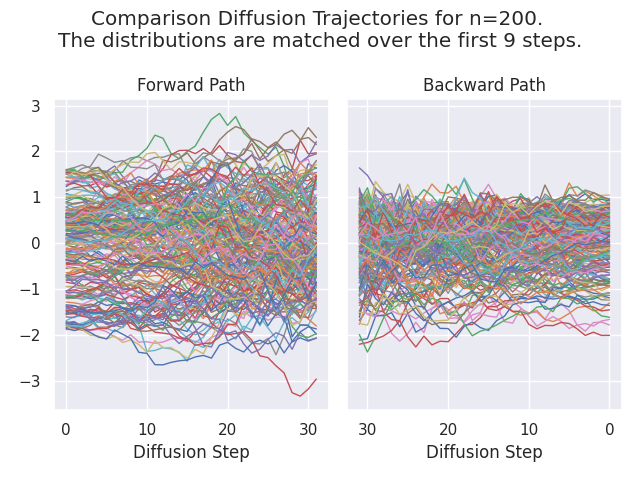 Comparison Diffusion Trajectories for n=200.
The distributions are matched over the first 9 steps.
Forward Path
Backward Path
3
2
1
0
−1
−2
−3
0 10 20 30
30 20 10 0
Diffusion Step
Diffusion Step